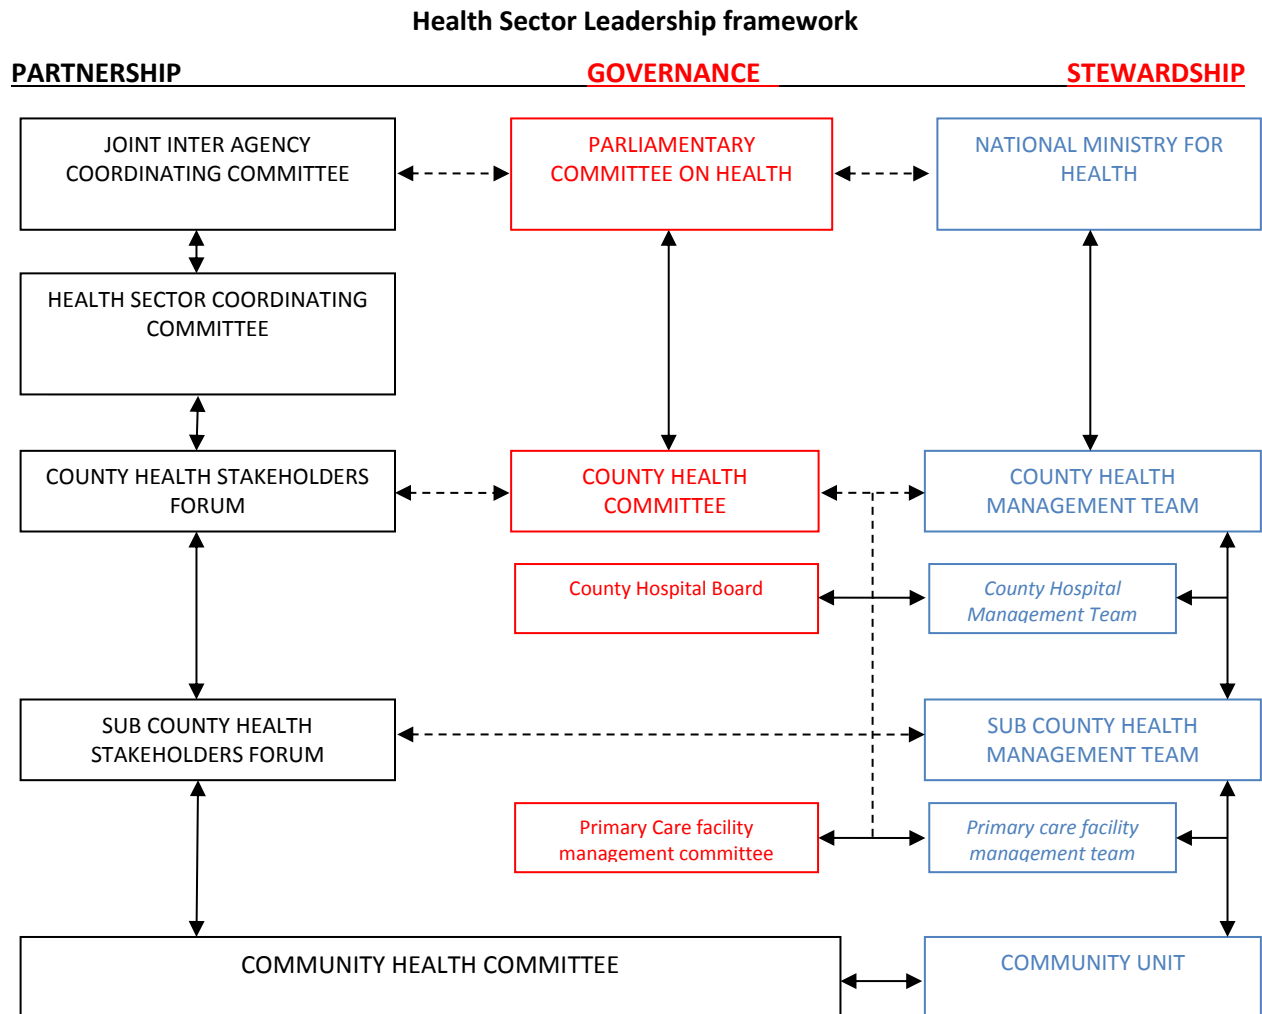 Health Sector Leadership framework
PARTNERSHIP GOVERNANCE STEWARDSHIP
JOINT INTER AGENCY
COORDINATING COMMITTEE
PARLIAMENTARY
COMMITTEE ON HEALTH
NATIONAL MINISTRY FOR
HEALTH
HEALTH SECTOR COORDINATING
COMMITTEE
COUNTY HEALTH STAKEHOLDERS
FORUM
COUNTY HEALTH
COMMITTEE
COUNTY HEALTH
MANAGEMENT TEAM
County Hospital Board
County Hospital
Management Team
SUB COUNTY HEALTH
STAKEHOLDERS FORUM
SUB COUNTY HEALTH
MANAGEMENT TEAM
Primary Care facility
management committee
Primary care facility
management team
COMMUNITY HEALTH COMMITTEE
COMMUNITY UNIT